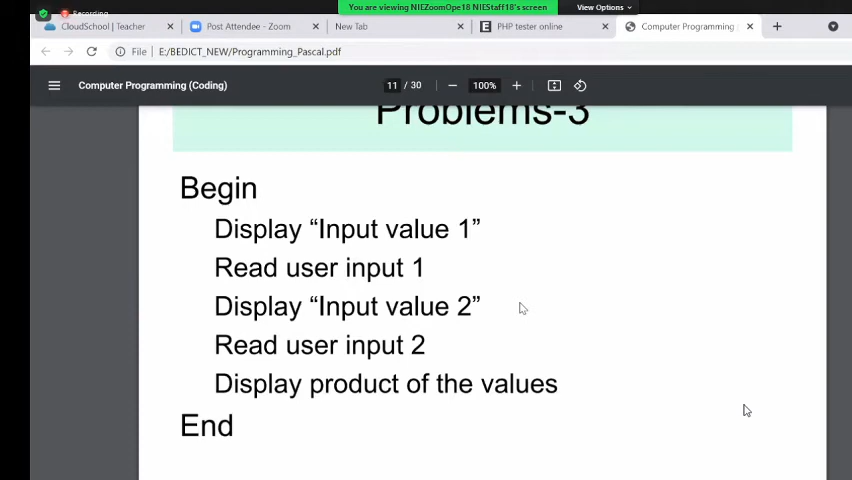 Recording
You are viewing NIEZoomOpe18 NIEStaff18's screen
View Options
CloudSchool | Teacher
Post Attendee - Zoom
New Tab
PHP tester online
Computer Programming
File
E:/BEDICT_NEW/Programming_Pascal.pdf
Computer Programming (Coding)
11 / 30
100%
Problems-3
Begin
Display “Input value 1”
Read user input 1
Display “Input value 2”
Read user input 2
Display product of the values
End